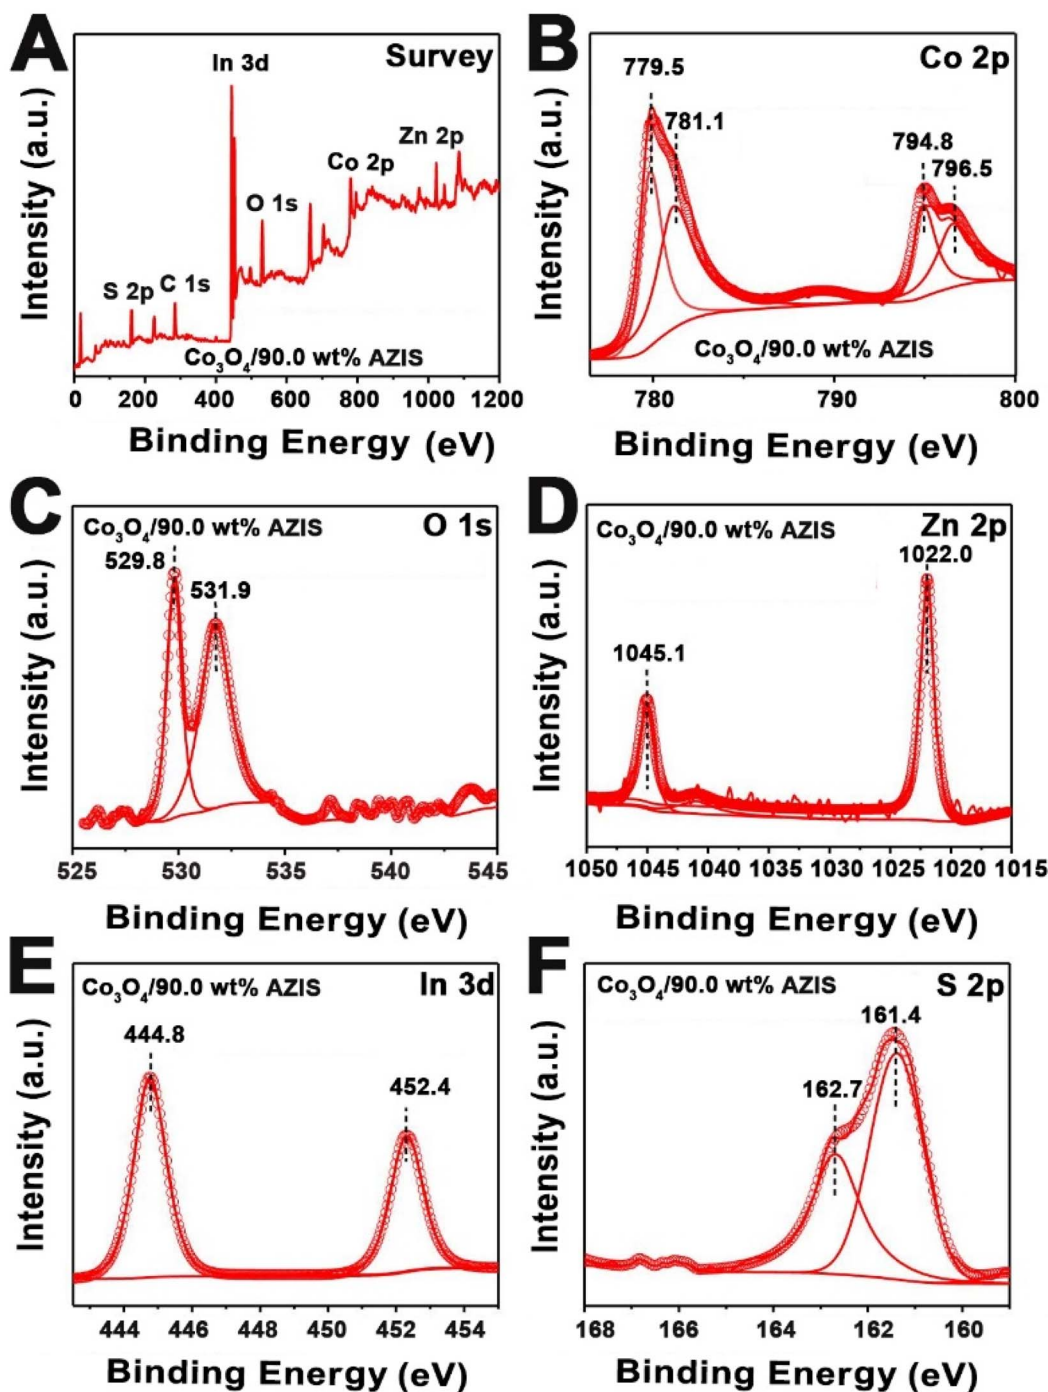 A
Survey
In 3d
Zn 2p
Co 2p
O 1s
S 2p
C 1s
Co₃O₄/90.0 wt% AZIS
0 200 400 600 800 1000 1200
Binding Energy (eV)
Intensity (a.u.)
B
Co 2p
779.5
781.1
794.8
796.5
Co₃O₄/90.0 wt% AZIS
780 790 800
Binding Energy (eV)
Intensity (a.u.)
C
Co₃O₄/90.0 wt% AZIS
O 1s
529.8
531.9
525 530 535 540 545
Binding Energy (eV)
Intensity (a.u.)
D
Co₃O₄/90.0 wt% AZIS
Zn 2p
1022.0
1045.1
1050 1045 1040 1035 1030 1025 1020 1015
Binding Energy (eV)
Intensity (a.u.)
E
Co₃O₄/90.0 wt% AZIS
In 3d
444.8
452.4
444 446 448 450 452 454
Binding Energy (eV)
Intensity (a.u.)
F
Co₃O₄/90.0 wt% AZIS
S 2p
161.4
162.7
168 166 164 162 160
Binding Energy (eV)
Intensity (a.u.)